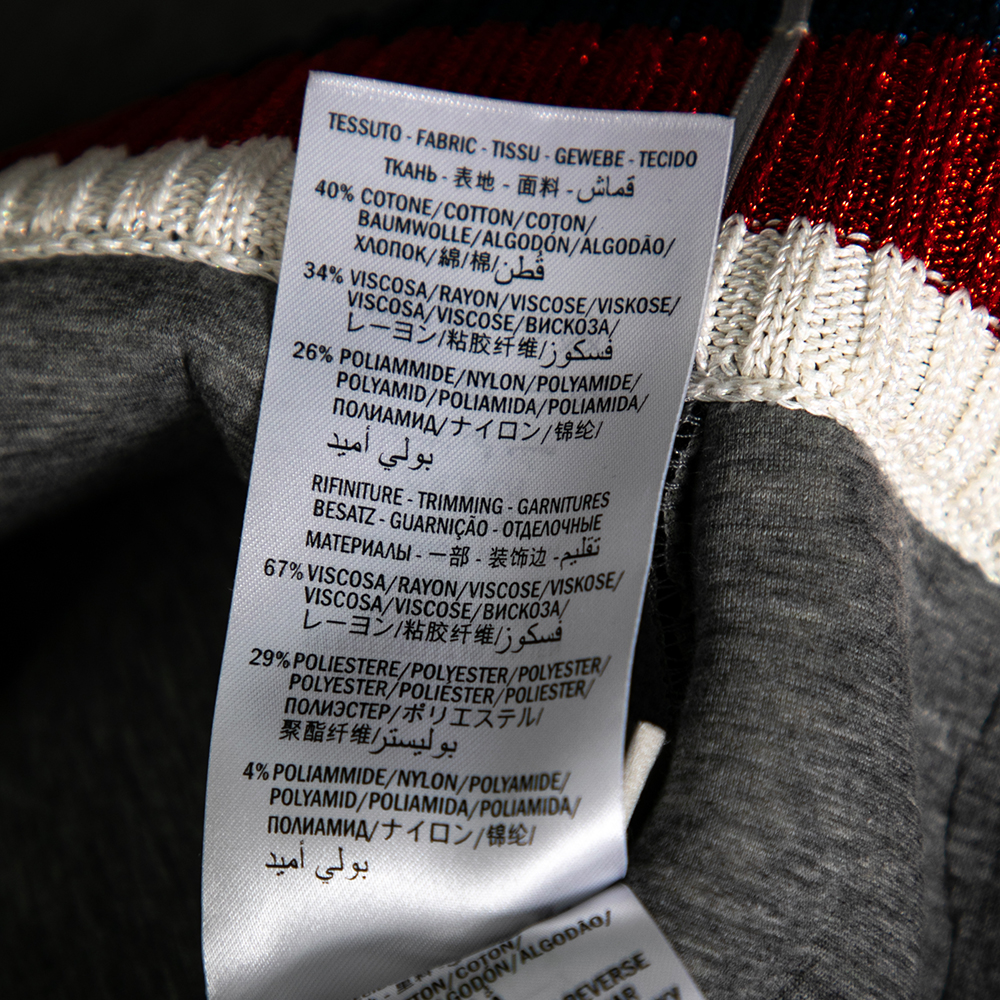 TESSUTO - FABRIC - TISSU - GEWEBE - TECIDO
ТКАНЬ - 表地 - 面料 - قماش
40% COTONE/COTTON/COTON/
BAUMWOLLE/ALGODÓN/ALGODÃO/
ХЛОПОК/綿/棉/قطن
34% VISCOSA/RAYON/VISCOSE/VISKOSE/
VISCOSA/VISCOSE/ВИСКОЗА/
レーヨン/粘胶纤维/فسكوز
26% POLIAMMIDE/NYLON/POLYAMIDE/
POLYAMID/POLIAMIDA/POLIAMIDA/
ПОЛИАМИД/ナイロン/锦纶/
بولي أميد
RIFINITURE - TRIMMING - GARNITURES
BESATZ - GUARNIÇÃO - ОТДЕЛОЧНЫЕ
МАТЕРИАЛЫ - 一部 - 装饰边 - تقليم
67% VISCOSA/RAYON/VISCOSE/VISKOSE/
VISCOSA/VISCOSE/ВИСКОЗА/
レーヨン/粘胶纤维/فسكوز
29% POLIESTERE/POLYESTER/POLYESTER/
POLYESTER/POLIÉSTER/POLIÉSTER/
ПОЛИЭСТЕР/ポリエステル/
聚酯纤维/بوليستر
4% POLIAMMIDE/NYLON/POLYAMIDE/
POLYAMID/POLIAMIDA/POLIAMIDA/
ПОЛИАМИД/ナイロン/锦纶/
بولي أميد
TON/COTON/
GODÓN/ALGODÃO/
REVERSE